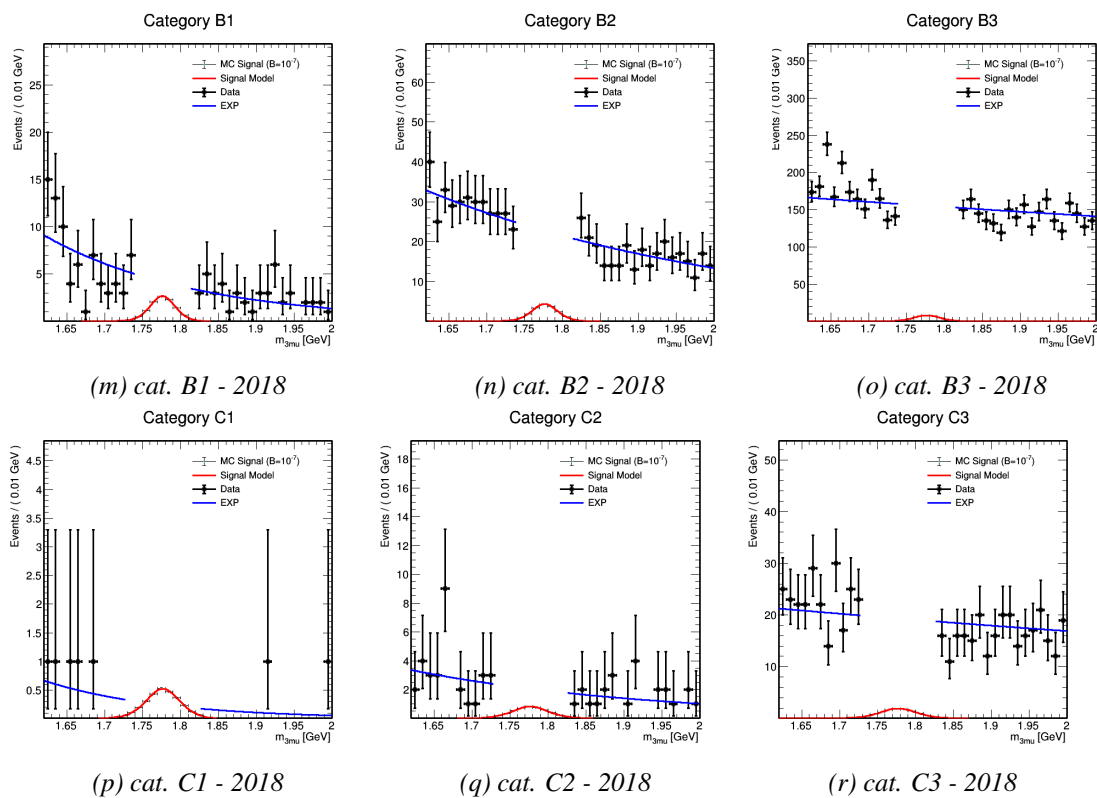 Category B1
Events / ( 0.01 GeV )
25
20
15
10
5
1.65
1.7
1.75
1.8
1.85
1.9
1.95
2
m3mu [GeV]
MC Signal (B=10-7)
Signal Model
Data
EXP
(m) cat. B1 - 2018
Category B2
Events / ( 0.01 GeV )
60
50
40
30
20
10
1.65
1.7
1.75
1.8
1.85
1.9
1.95
2
m3mu [GeV]
MC Signal (B=10-7)
Signal Model
Data
EXP
(n) cat. B2 - 2018
Category B3
Events / ( 0.01 GeV )
350
300
250
200
150
100
50
1.65
1.7
1.75
1.8
1.85
1.9
1.95
2
m3mu [GeV]
MC Signal (B=10-7)
Signal Model
Data
EXP
(o) cat. B3 - 2018
Category C1
Events / ( 0.01 GeV )
4.5
4
3.5
3
2.5
2
1.5
1
0.5
1.65
1.7
1.75
1.8
1.85
1.9
1.95
2
m3mu [GeV]
MC Signal (B=10-7)
Signal Model
Data
EXP
(p) cat. C1 - 2018
Category C2
Events / ( 0.01 GeV )
18
16
14
12
10
8
6
4
2
1.65
1.7
1.75
1.8
1.85
1.9
1.95
2
m3mu [GeV]
MC Signal (B=10-7)
Signal Model
Data
EXP
(q) cat. C2 - 2018
Category C3
Events / ( 0.01 GeV )
50
40
30
20
10
1.65
1.7
1.75
1.8
1.85
1.9
1.95
2
m3mu [GeV]
MC Signal (B=10-7)
Signal Model
Data
EXP
(r) cat. C3 - 2018